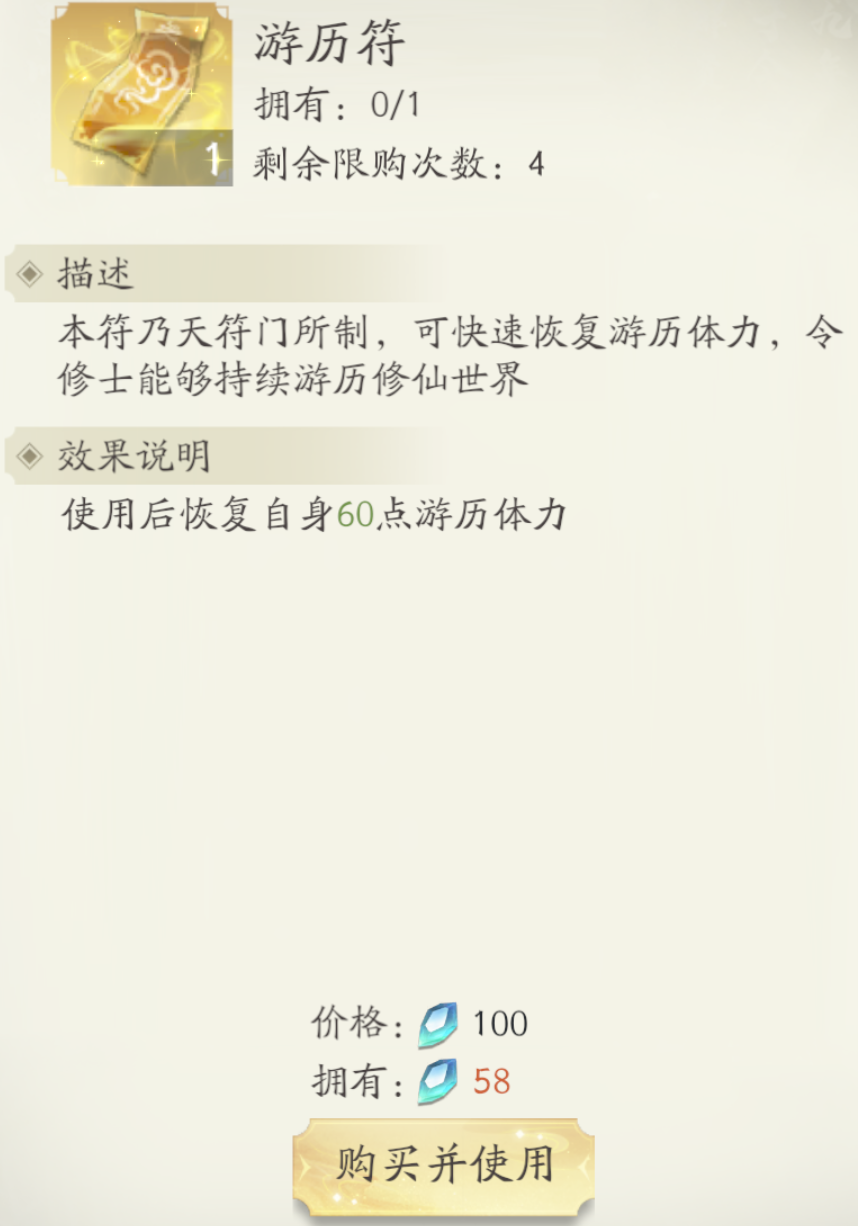 游历符
拥有：0/1
1
剩余限购次数：4
描述
本符乃天符门所制，可快速恢复游历体力，令
修士能够持续游历修仙世界
效果说明
使用后恢复自身60点游历体力
价格：100
拥有：58
购买并使用